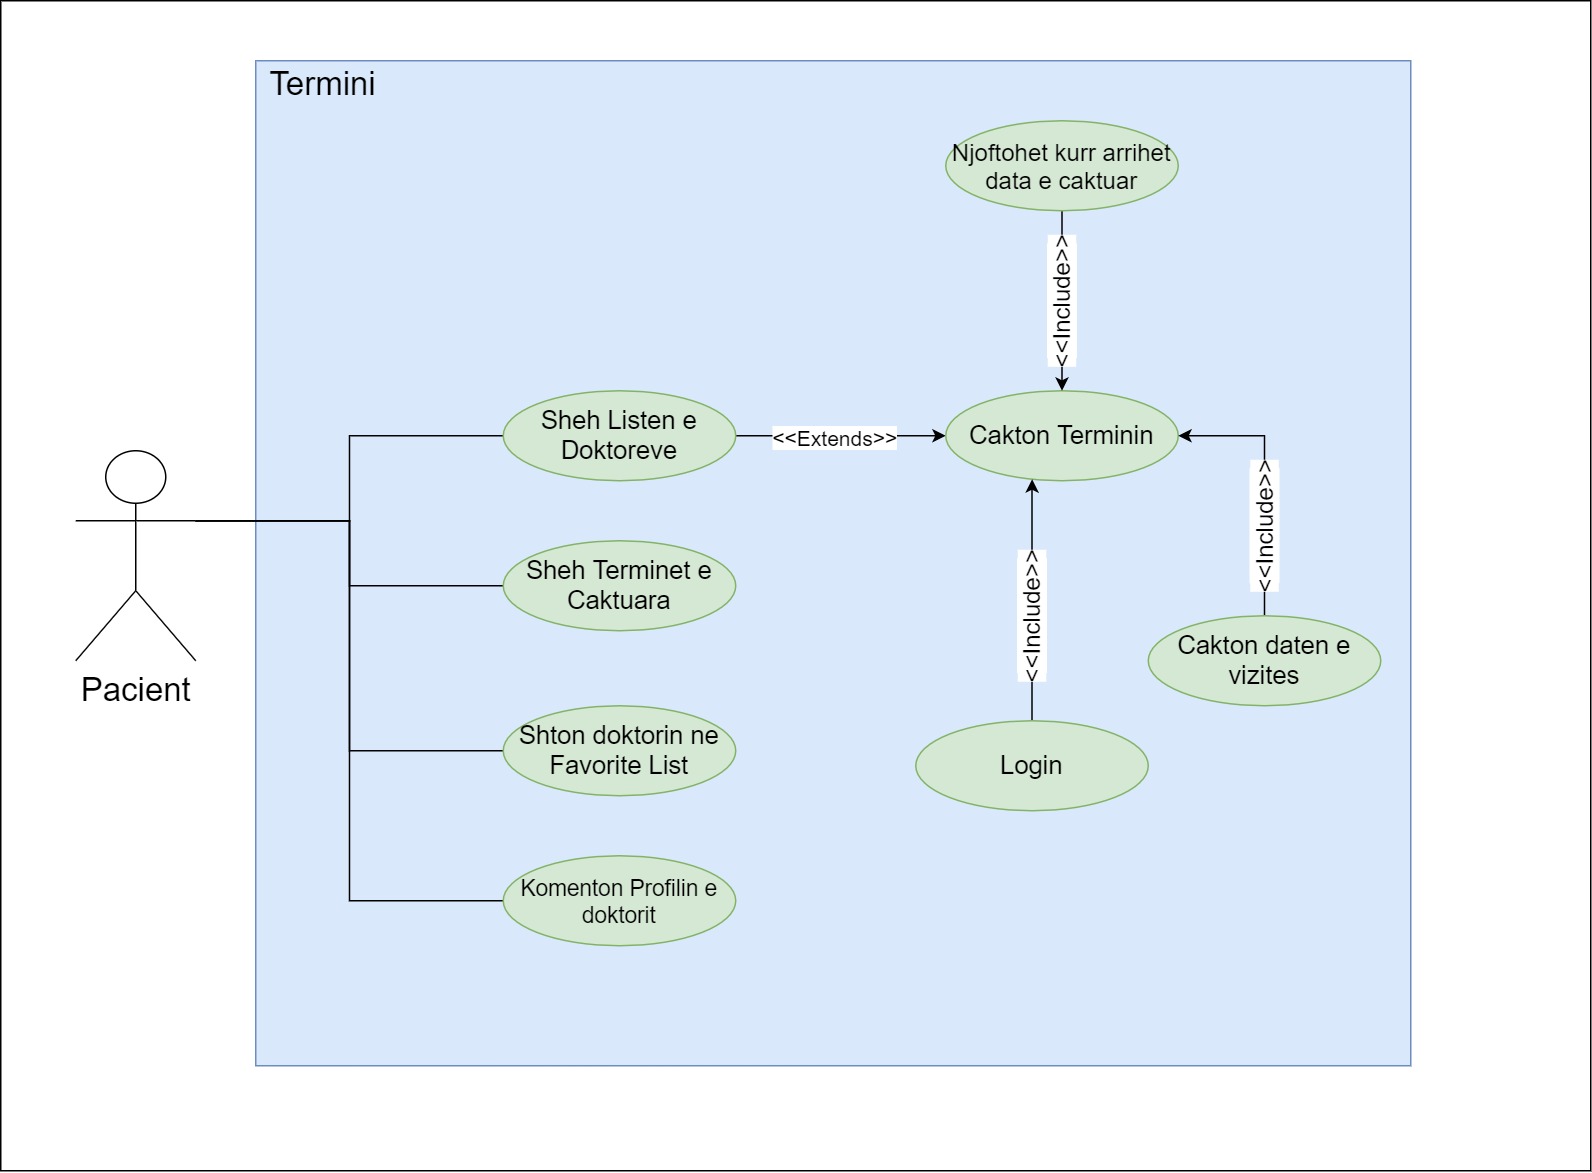 Termini
Njoftohet kurr arrihet
data e caktuar
<<Include>>
Sheh Listen e
Doktoreve
<<Extends>>
Cakton Terminin
<<Include>>
<<Include>>
Sheh Terminet e
Caktuara
Cakton daten e
vizites
Pacient
Shton doktorin ne
Favorite List
Login
Komenton Profilin e
doktorit